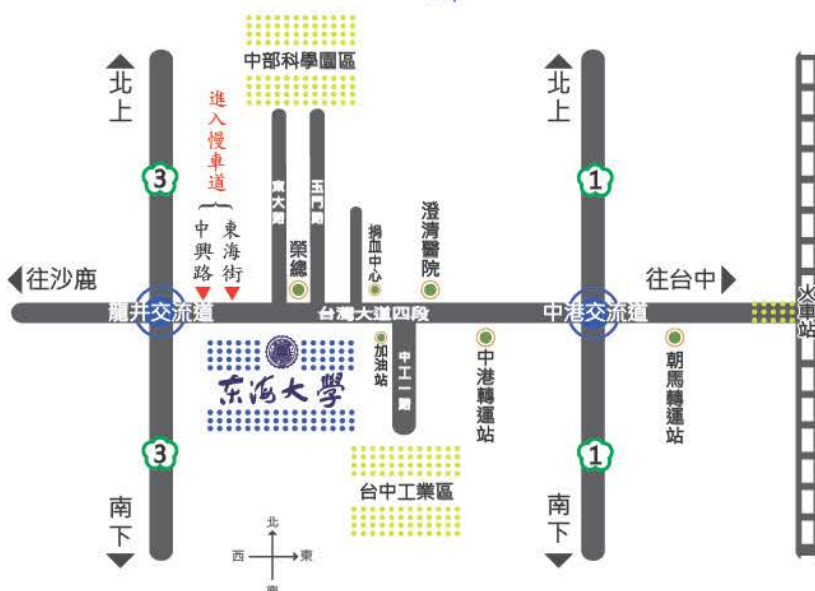 中部科學園區
北上
北上
進入慢車道
3
1
東大路
玉門路
中興路
東海街
榮總
捐血中心
澄清醫院
往沙鹿
往台中
龍井交流道
台灣大道四段
中港交流道
火車站
東海大學
加油站
中工一路
中港轉運站
朝馬轉運站
3
1
台中工業區
南下
南下
北
西
東
南